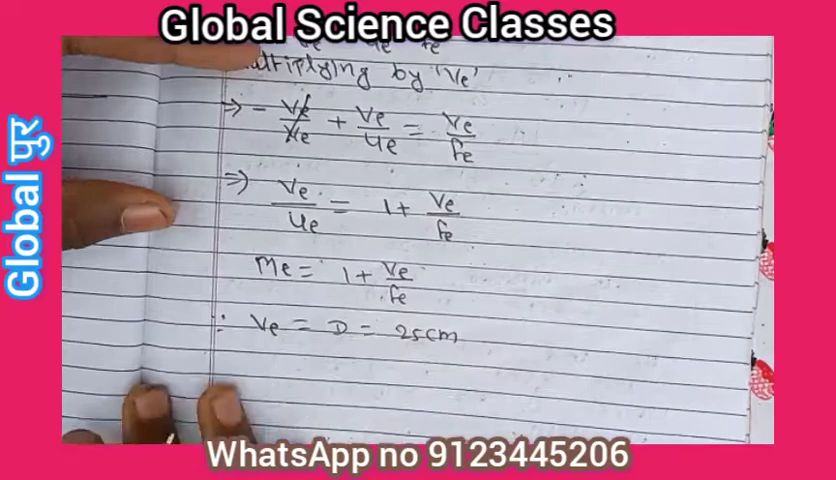 Global Science Classes
Multiplying by 'Ve'
⇒ - Ve/Ve + Ve/ue = Ve/fe
⇒ Ve/ue = 1 + Ve/fe
Me = 1 + Ve/fe
∴ Ve = D = 25cm
Global पुर
WhatsApp no 9123445206